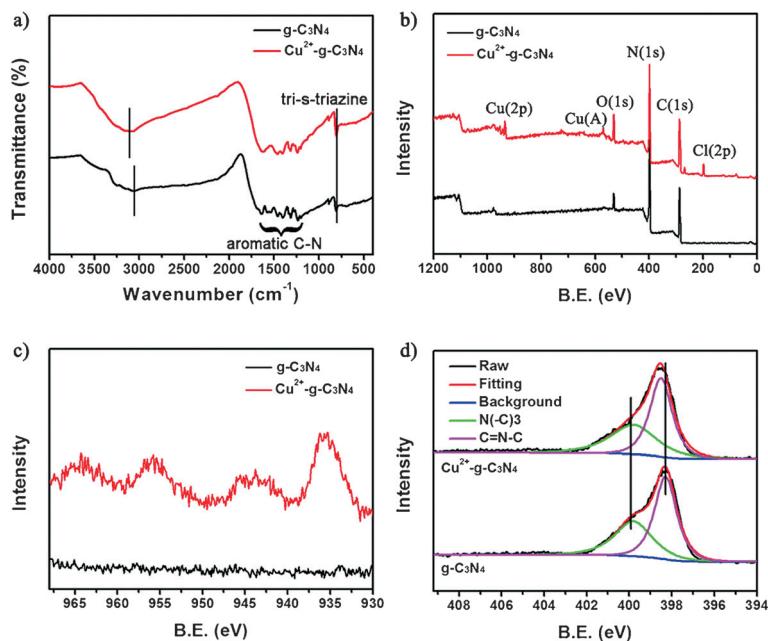 a)
g-C₃N₄
Cu²⁺-g-C₃N₄
tri-s-triazine
aromatic C-N
Transmittance (%)
4000 3500 3000 2500 2000 1500 1000 500
Wavenumber (cm⁻¹)
b)
g-C₃N₄
Cu²⁺-g-C₃N₄
N(1s)
Cu(2p)
O(1s)
C(1s)
Cu(A)
Cl(2p)
Intensity
1200 1000 800 600 400 200 0
B.E. (eV)
c)
g-C₃N₄
Cu²⁺-g-C₃N₄
Intensity
965 960 955 950 945 940 935 930
B.E. (eV)
d)
Raw
Fitting
Background
N(-C)3
C=N-C
Cu²⁺-g-C₃N₄
g-C₃N₄
Intensity
408 406 404 402 400 398 396 394
B.E. (eV)